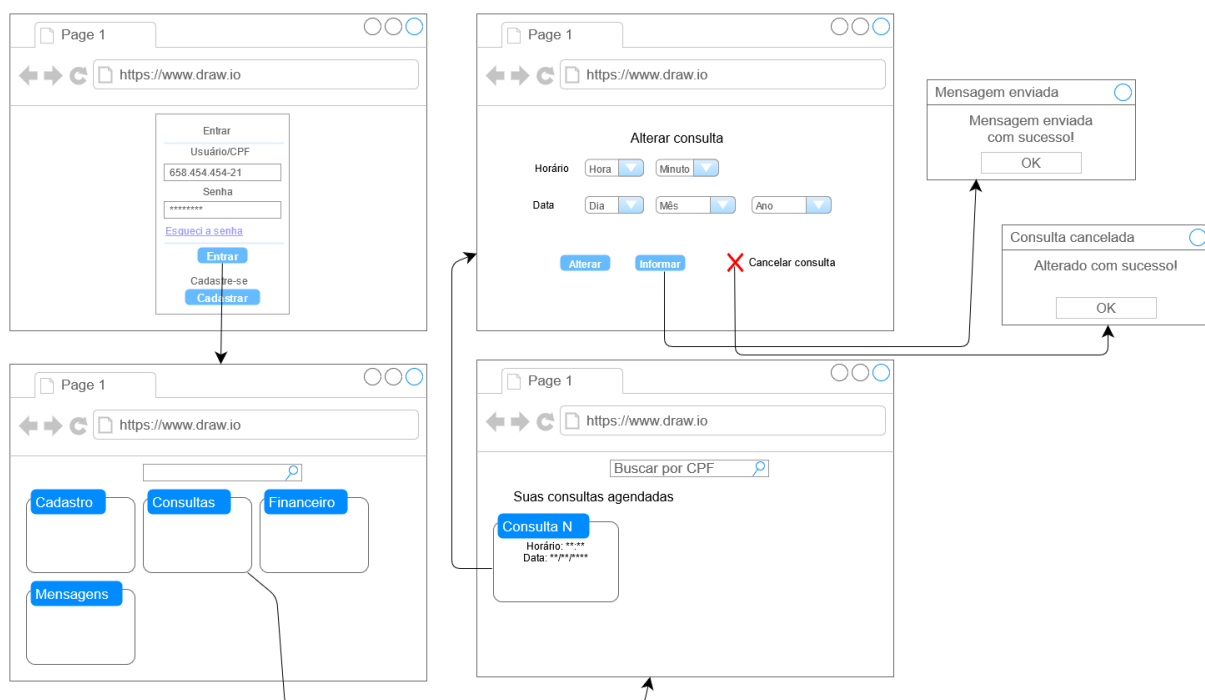 Page 1
https://www.draw.io
Entrar
Usuário/CPF
658.454.454-21
Senha
********
Esqueci a senha
Entrar
Cadastre-se
Cadastrar
Page 1
https://www.draw.io
Alterar consulta
Horário Hora Minuto
Data Dia Mês Ano
Alterar Informar Cancelar consulta
Mensagem enviada
Mensagem enviada
com sucesso!
OK
Consulta cancelada
Alterado com sucesso!
OK
Page 1
https://www.draw.io
Cadastro Consultas Financeiro
Mensagens
Page 1
https://www.draw.io
Buscar por CPF
Suas consultas agendadas
Consulta N
Horário: **:**
Data: **/**/****